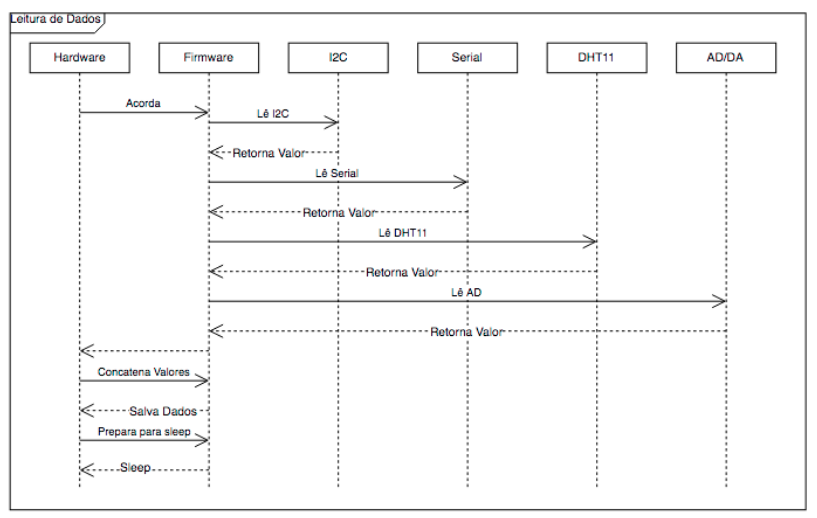 Leitura de Dados
Hardware
Firmware
I2C
Serial
DHT11
AD/DA
Acorda
Lê I2C
Retorna Valor
Lê Serial
Retorna Valor
Lê DHT11
Retorna Valor
Lê AD
Retorna Valor
Concatena Valores
Salva Dados
Prepara para sleep
Sleep